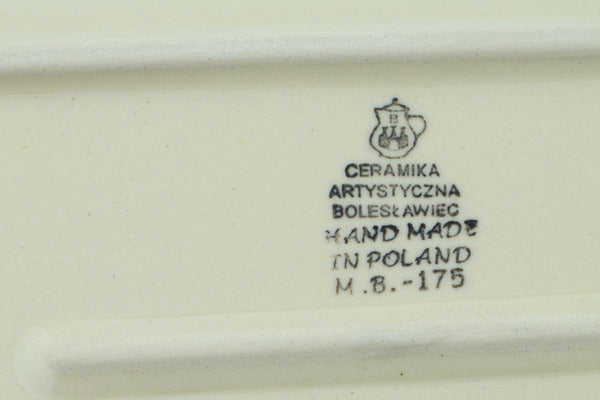 B
CERAMIKA
ARTYSTYCZNA
BOLESŁAWIEC
HAND MADE
IN POLAND
M.B.-175